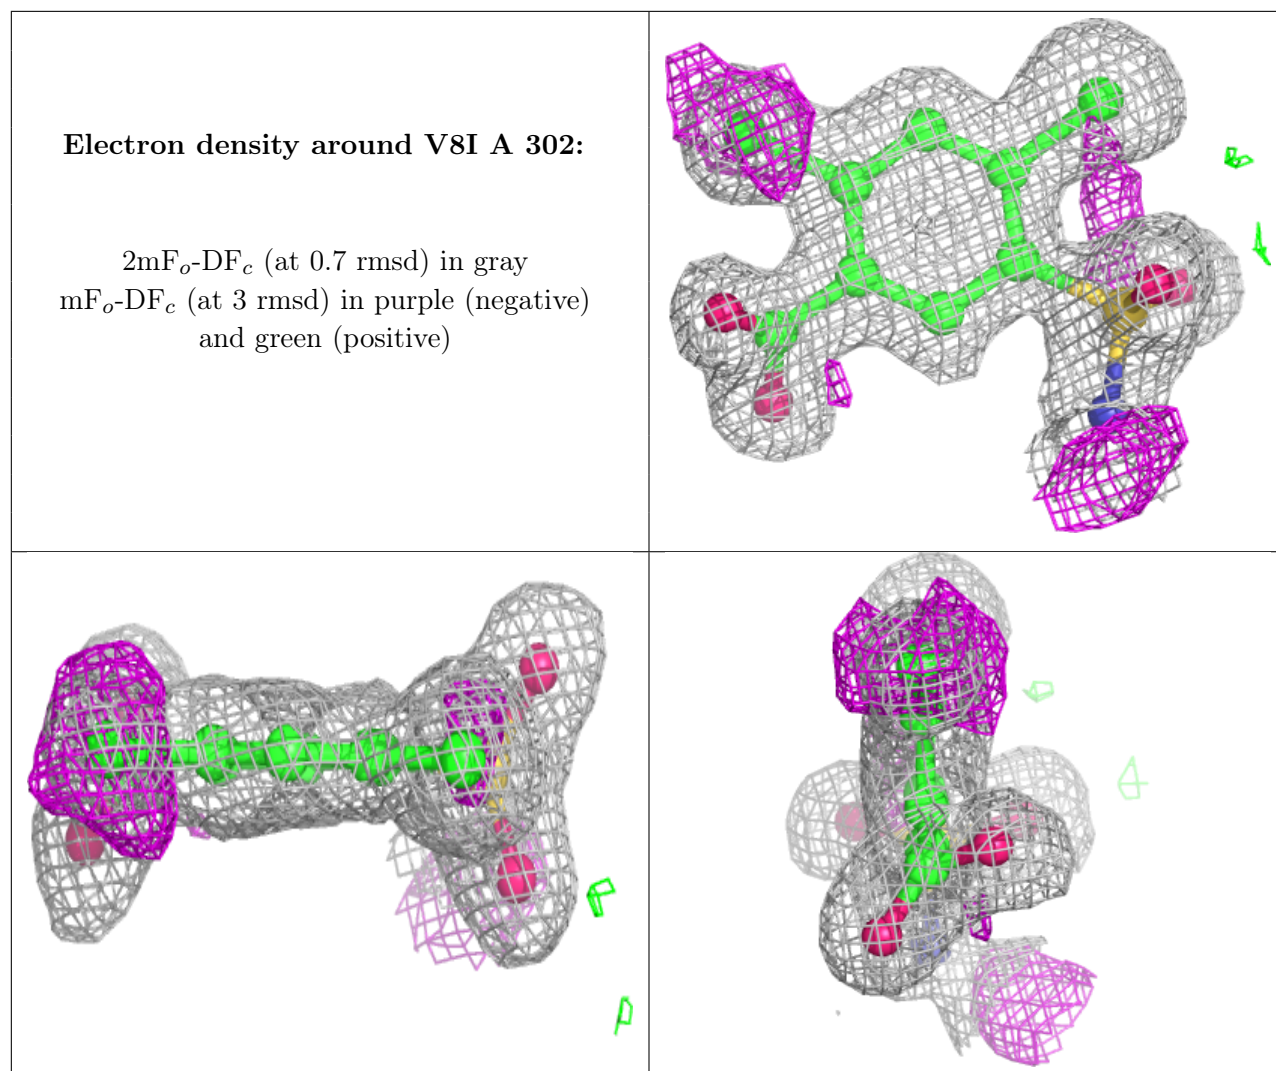 Electron density around V8I A 302:
2mFo-DFc (at 0.7 rmsd) in gray
mFo-DFc (at 3 rmsd) in purple (negative)
and green (positive)